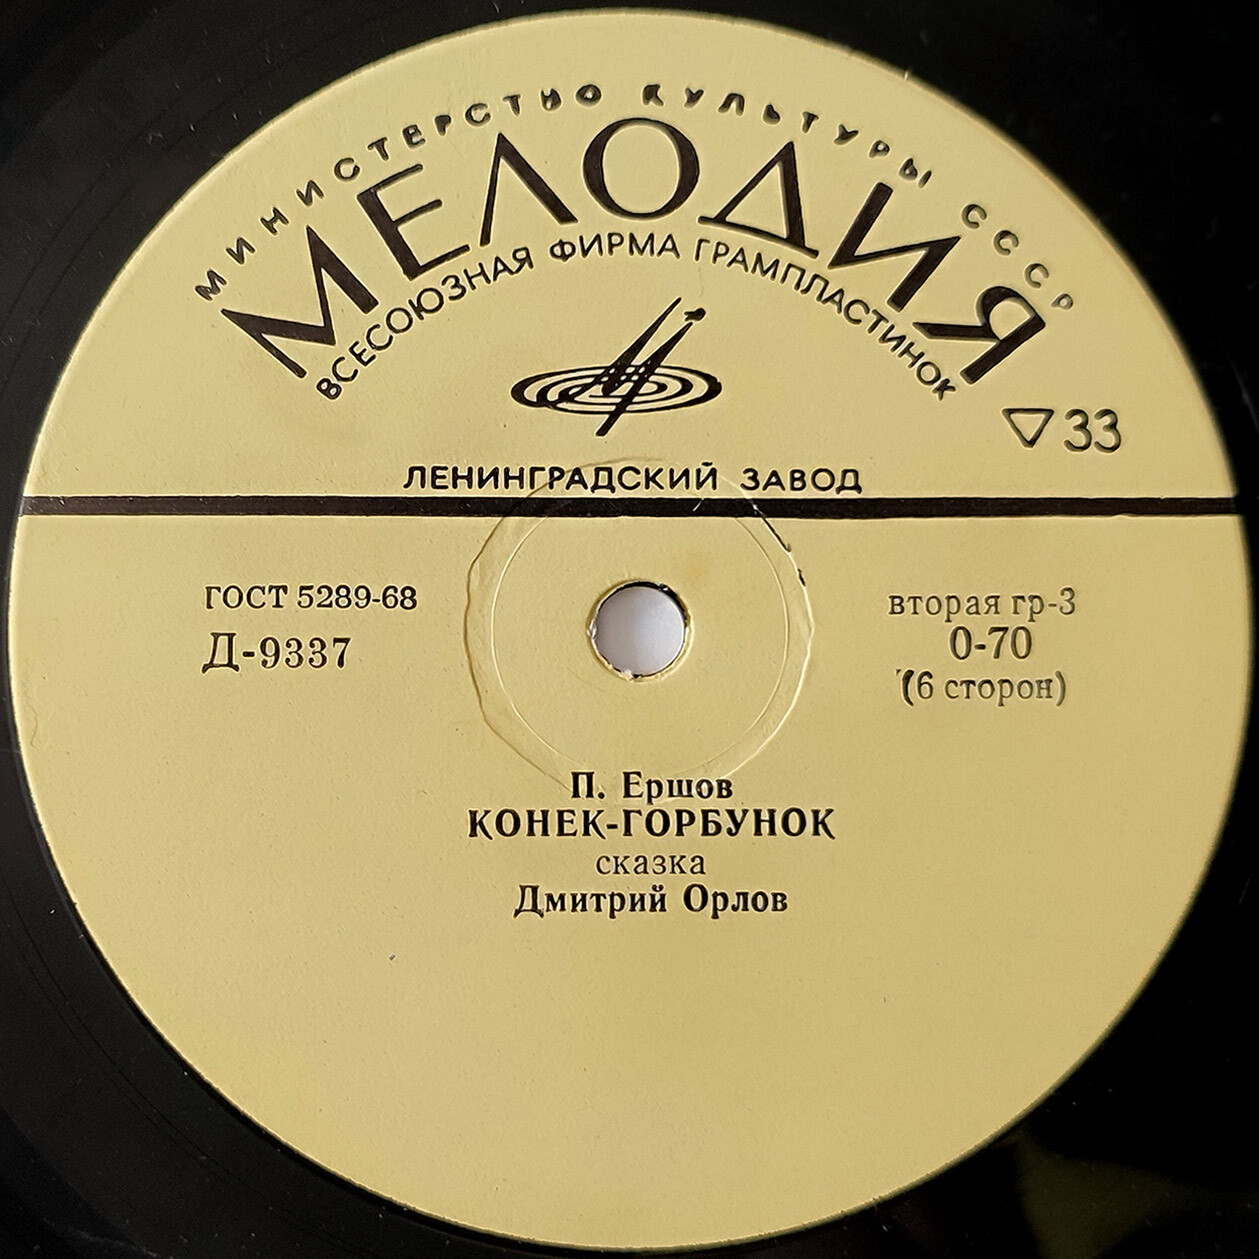 МИНИСТЕРСТВО КУЛЬТУРЫ СССР
МЕЛОДИЯ
ВСЕСОЮЗНАЯ ФИРМА ГРАМПЛАСТИНОК
33
ЛЕНИНГРАДСКИЙ ЗАВОД
ГОСТ 5289-68
Д-9337
вторая гр-3
0-70
(6 сторон)
П. Ершов
КОНЕК-ГОРБУНОК
сказка
Дмитрий Орлов